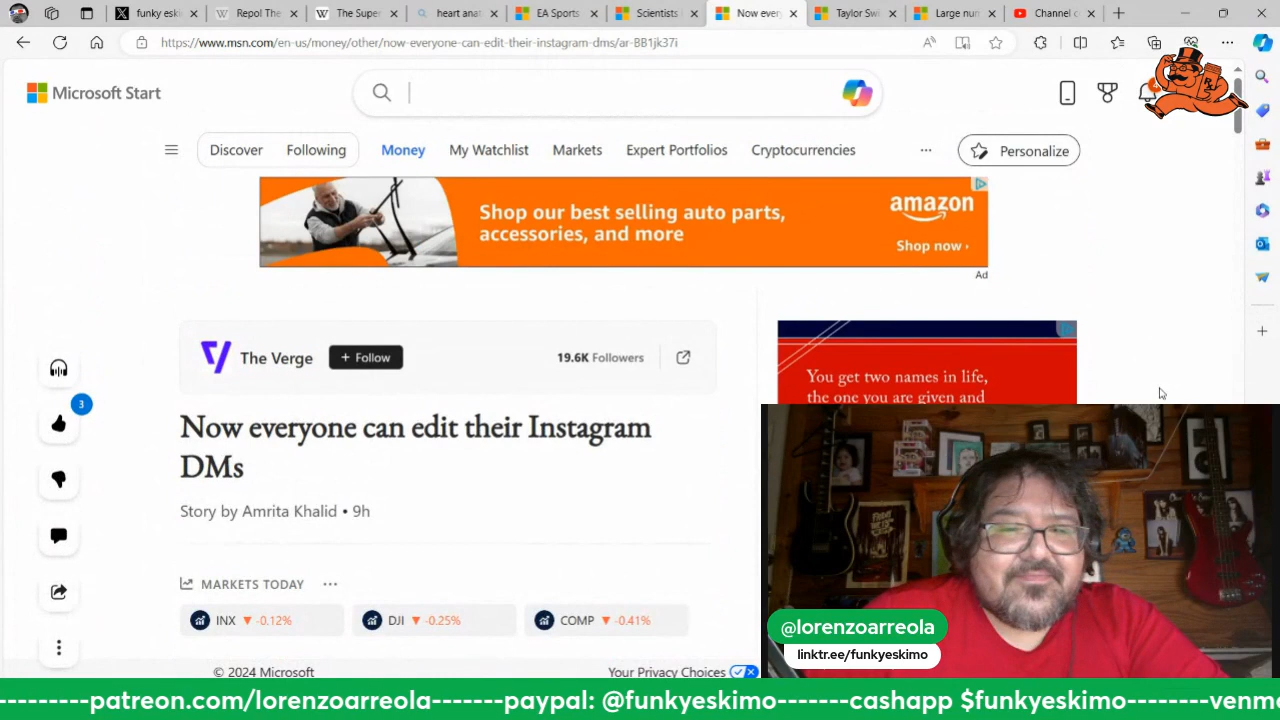 funky esk
Repol The
The Super
heart anat
EA Sports
Scientists
Now every
Taylor Swi
Large num
Channel c
https://www.msn.com/en-us/money/other/now-everyone-can-edit-their-instagram-dms/ar-BB1jk37i
Microsoft Start
Discover Following Money My Watchlist Markets Expert Portfolios Cryptocurrencies ... Personalize
Shop our best selling auto parts,
accessories, and more
amazon
Shop now ›
Ad
The Verge + Follow 19.6K Followers
You get two names in life,
the one you are given and
3
Now everyone can edit their Instagram
DMs
Story by Amrita Khalid • 9h
MARKETS TODAY ...
INX ▼ -0.12% DJI ▼ -0.25% COMP ▼ -0.41%
@lorenzoarreola
linktr.ee/funkyeskimo
© 2024 Microsoft Your Privacy Choices
---------patreon.com/lorenzoarreola-------paypal: @funkyeskimo-------cashapp $funkyeskimo--------venm